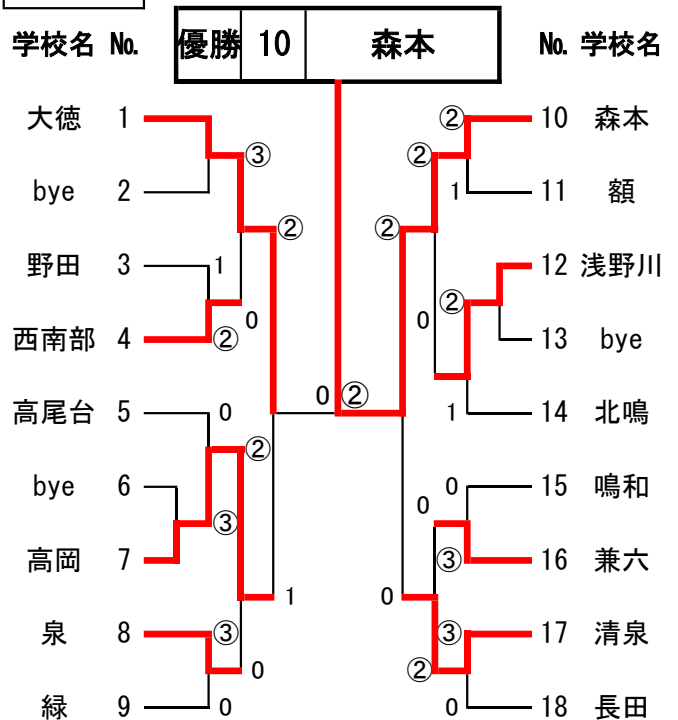 優勝 10 森本
学校名 No. No. 学校名
大徳 1 ② 10 森本
③ ②
bye 2 1 11 額
② ②
野田 3 1 12 浅野川
0 ② 0
西南部 4 ② 13 bye
0 ②
高尾台 5 0 1 14 北鳴
②
bye 6 0 15 鳴和
③ 0
高岡 7 ③ 16 兼六
1 0
泉 8 ③ ③ 17 清泉
0 ②
緑 9 0 0 18 長田